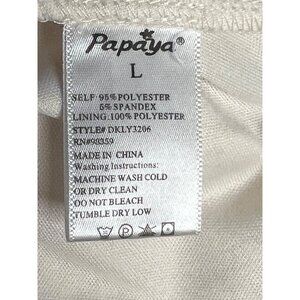 Papaya®
L
SELF: 95% POLYESTER
5% SPANDEX
LINING: 100% POLYESTER
STYLE# DKLY3206
RN#90359
MADE IN CHINA
Washing Instructions:
MACHINE WASH COLD
OR DRY CLEAN
DO NOT BLEACH
TUMBLE DRY LOW